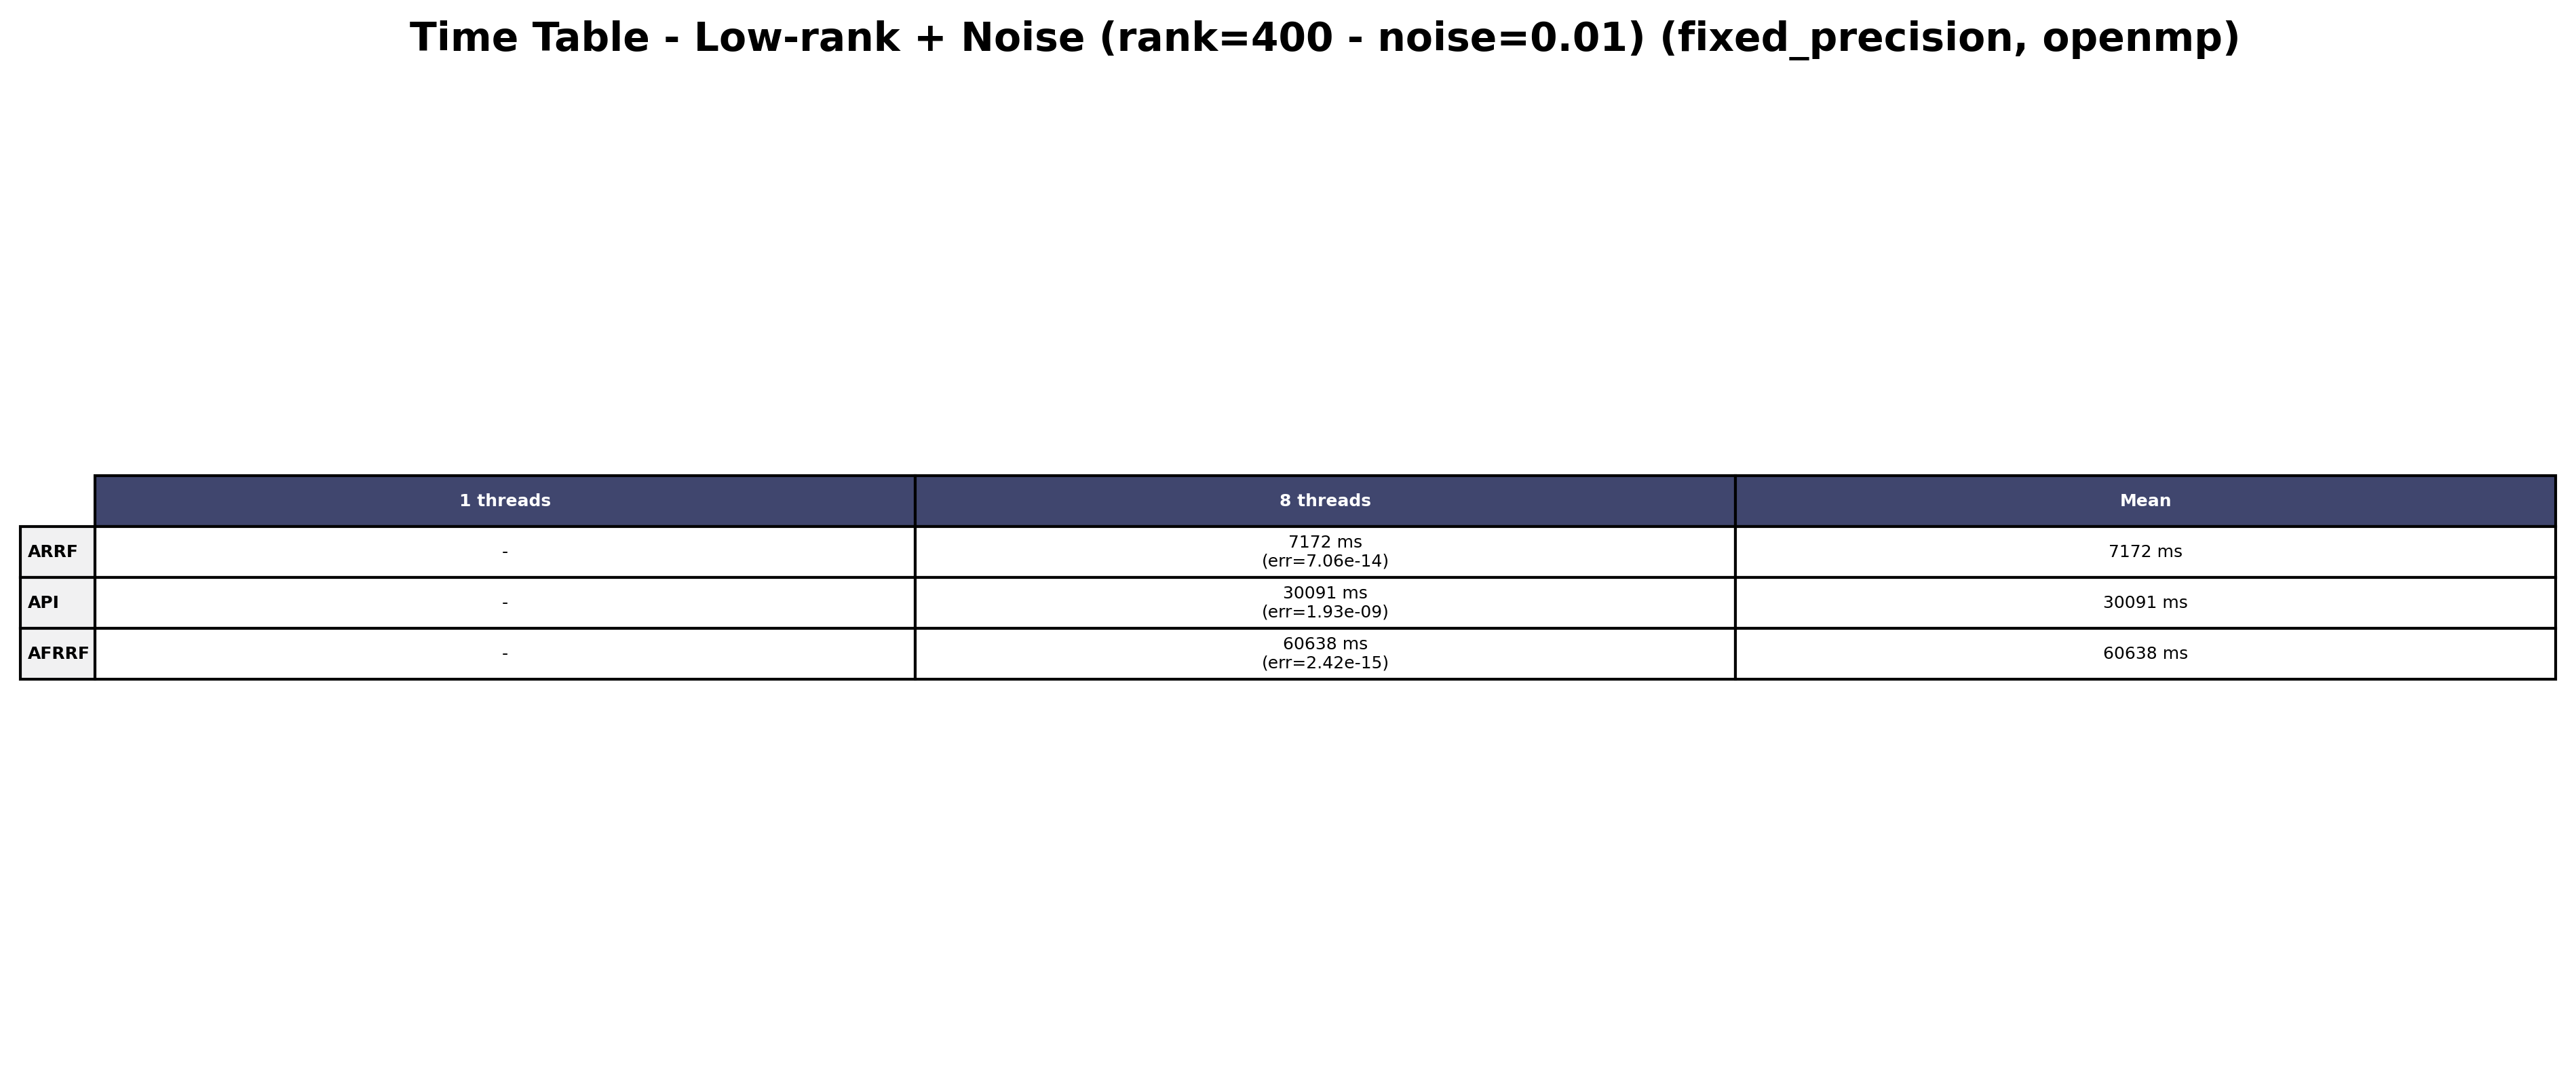 Time Table - Low-rank + Noise (rank=400 - noise=0.01) (fixed_precision, openmp)
1 threads 8 threads Mean
ARRF - 7172 ms 7172 ms
(err=7.06e-14)
API - 30091 ms 30091 ms
(err=1.93e-09)
AFRRF - 60638 ms 60638 ms
(err=2.42e-15)